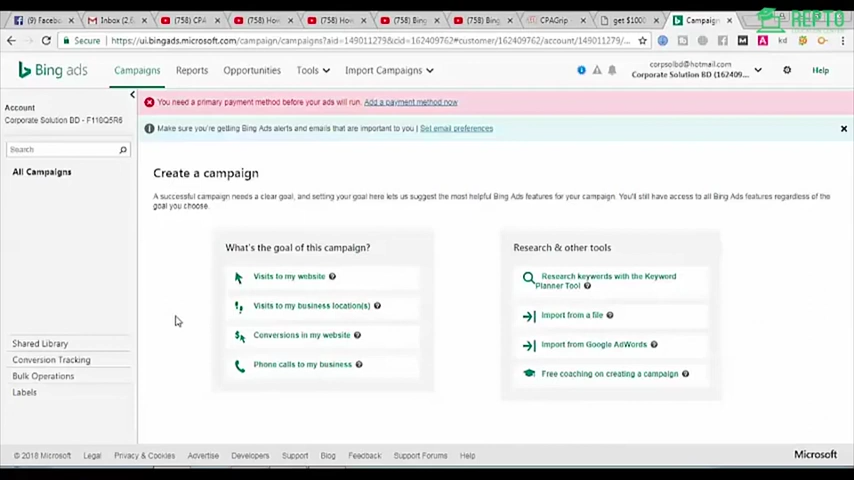 (43) Facebo
Inbox (2.6
(758) CPA
(758) Hov
(758) Hov
(758) Bing
(758) Bing
CPAGrip
get $1000
Campaign
REPTO
Secure
https://ui.bingads.microsoft.com/campaign/campaigns?aid=149011279&cid=162409762#customer/162409762/account/149011279/
Bing ads
Campaigns
Reports
Opportunities
Tools
Import Campaigns
corpsolbd@hotmail.com
Corporate Solution BD (162409...
Help
Account
Corporate Solution BD - F118Q5R6
Search
All Campaigns
Shared Library
Conversion Tracking
Bulk Operations
Labels
You need a primary payment method before your ads will run. Add a payment method now
Make sure you're getting Bing Ads alerts and emails that are important to you | Set email preferences
Create a campaign
A successful campaign needs a clear goal, and setting your goal here lets us suggest the most helpful Bing Ads features for your campaign. You'll still have access to all Bing Ads features regardless of the
goal you choose.
What's the goal of this campaign?
Visits to my website
Visits to my business location(s)
Conversions in my website
Phone calls to my business
Research & other tools
Research keywords with the Keyword
Planner Tool
Import from a file
Import from Google AdWords
Free coaching on creating a campaign
© 2018 Microsoft
Legal
Privacy & Cookies
Advertise
Developers
Support
Blog
Feedback
Support Forums
Help
Microsoft